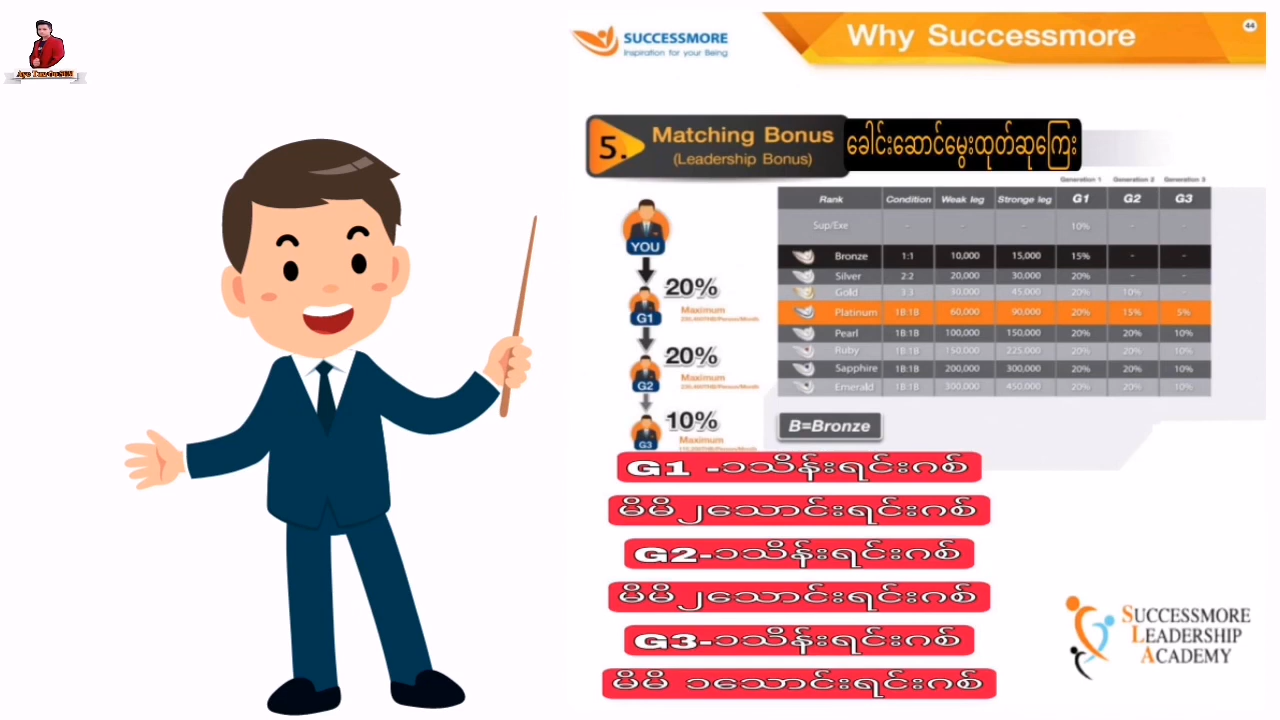 SUCCESSMORE
Inspiration for your Being
Why Successmore
44
5.
Matching Bonus
(Leadership Bonus)
ခေါင်းဆောင်မွေးထုတ်ဆုကြေး
Generation 1 Generation 2 Generation 3
Rank Condition Weak leg Stronge leg G1 G2 G3
Sup/Exe - - - 10% - -
Bronze 1:1 10,000 15,000 15% - -
Silver 2:2 20,000 30,000 20% - -
Gold 3:3 30,000 45,000 20% 10% -
Platinum 1B:1B 60,000 90,000 20% 15% 5%
Pearl 1B:1B 100,000 150,000 20% 20% 10%
Ruby 1B:1B 150,000 225,000 20% 20% 10%
Sapphire 1B:1B 200,000 300,000 20% 20% 10%
Emerald 1B:1B 300,000 450,000 20% 20% 10%
YOU
20%
Maximum
G1
20%
Maximum
G2
10%
Maximum
G3
B=Bronze
G1 -၁သိန်းရင်းဂစ်
မိမိ၂သောင်းရင်းဂစ်
G2-၁သိန်းရင်းဂစ်
မိမိ၂သောင်းရင်းဂစ်
G3-၁သိန်းရင်းဂစ်
မိမိ ၁သောင်းရင်းဂစ်
SUCCESSMORE
LEADERSHIP
ACADEMY